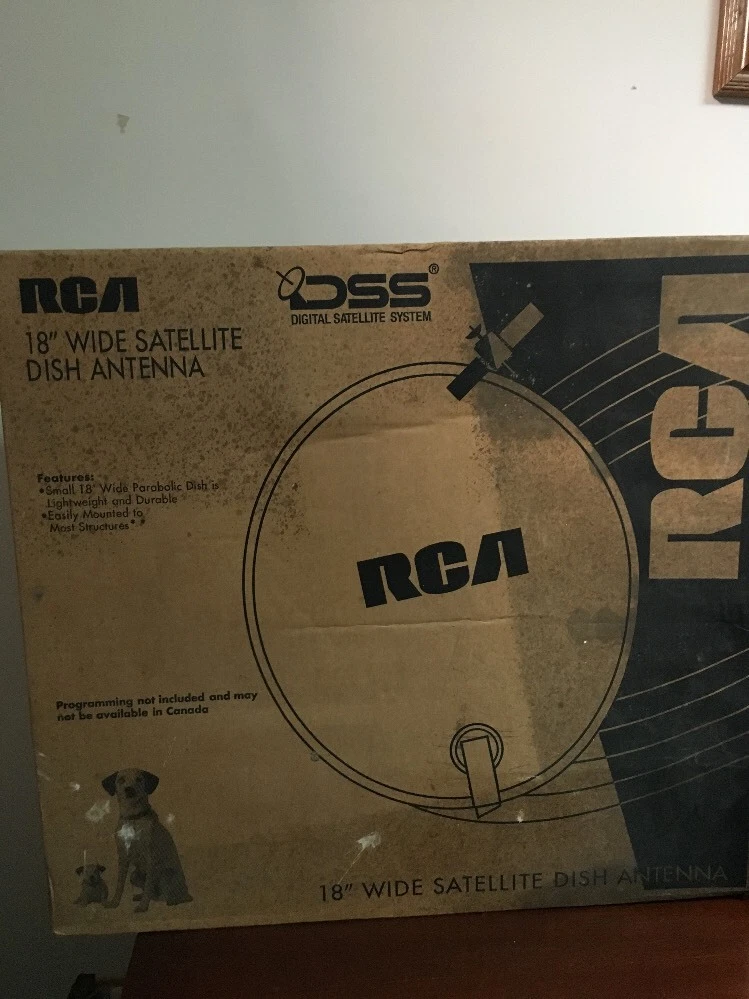 RCA
DSS®
DIGITAL SATELLITE SYSTEM
18" WIDE SATELLITE
DISH ANTENNA
Features:
•Small 18" Wide Parabolic Dish is
Lightweight and Durable
•Easily Mounted to
Most Structures
RCA
RCA
Programming not included and may
not be available in Canada
18" WIDE SATELLITE DISH ANTENNA